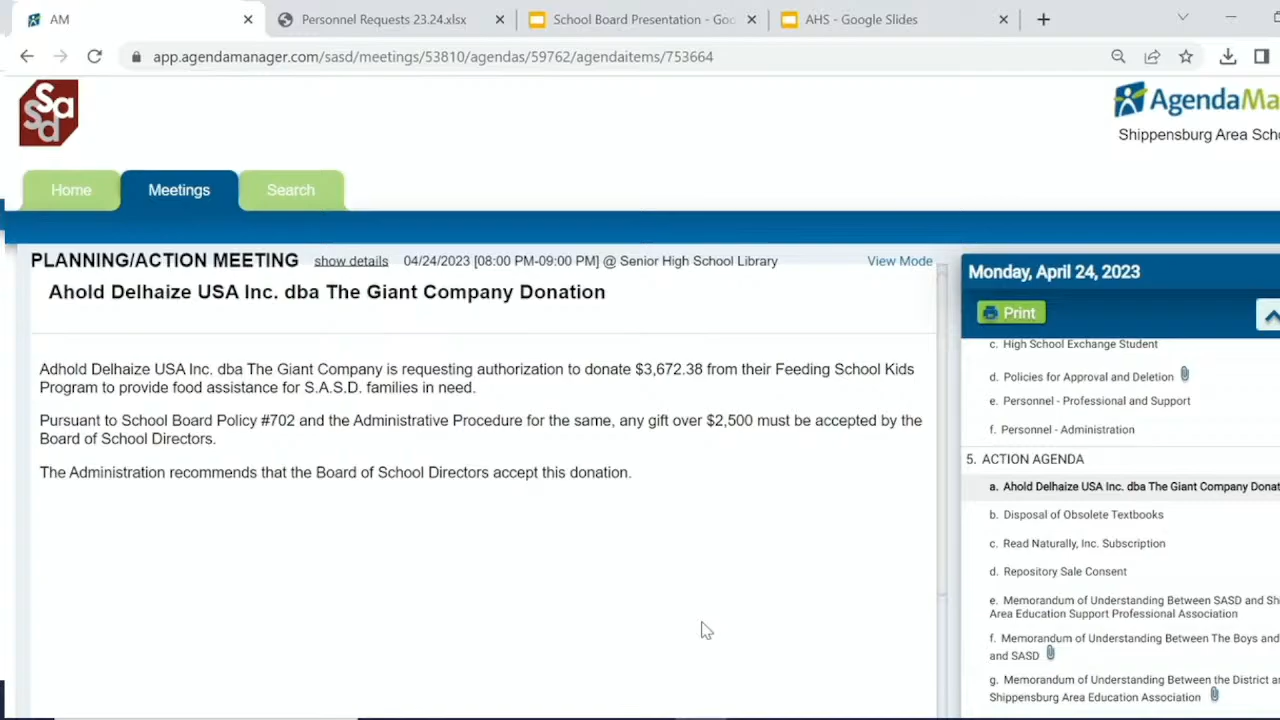 AM
Personnel Requests 23.24.xlsx
School Board Presentation - Goo
AHS - Google Slides
app.agendamanager.com/sasd/meetings/53810/agendas/59762/agendaitems/753664
Sa
Sd
AgendaMa
Shippensburg Area Scho
Home
Meetings
Search
PLANNING/ACTION MEETING show details 04/24/2023 [08:00 PM-09:00 PM] @ Senior High School Library View Mode
Ahold Delhaize USA Inc. dba The Giant Company Donation
Adhold Delhaize USA Inc. dba The Giant Company is requesting authorization to donate $3,672.38 from their Feeding School Kids
Program to provide food assistance for S.A.S.D. families in need.
Pursuant to School Board Policy #702 and the Administrative Procedure for the same, any gift over $2,500 must be accepted by the
Board of School Directors.
The Administration recommends that the Board of School Directors accept this donation.
Monday, April 24, 2023
Print
c. High School Exchange Student
d. Policies for Approval and Deletion
e. Personnel - Professional and Support
f. Personnel - Administration
5. ACTION AGENDA
a. Ahold Delhaize USA Inc. dba The Giant Company Donat
b. Disposal of Obsolete Textbooks
c. Read Naturally, Inc. Subscription
d. Repository Sale Consent
e. Memorandum of Understanding Between SASD and Sh
Area Education Support Professional Association
f. Memorandum of Understanding Between The Boys and
and SASD
g. Memorandum of Understanding Between the District a
Shippensburg Area Education Association